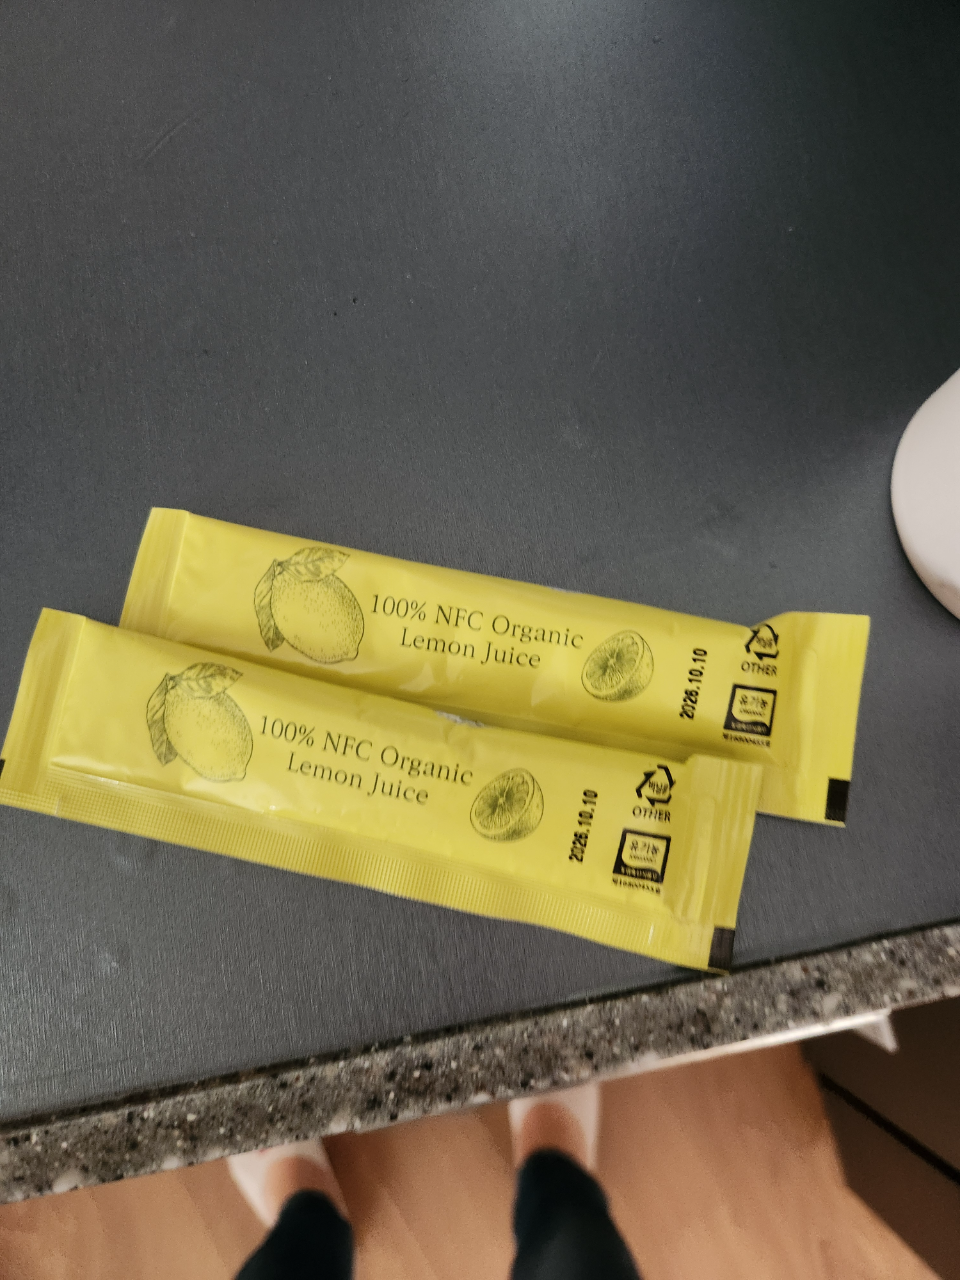 100% NFC Organic
Lemon Juice
2026.10.10
OTHER
유기농
100% NFC Organic
Lemon Juice
2026.10.10
OTHER
유기농